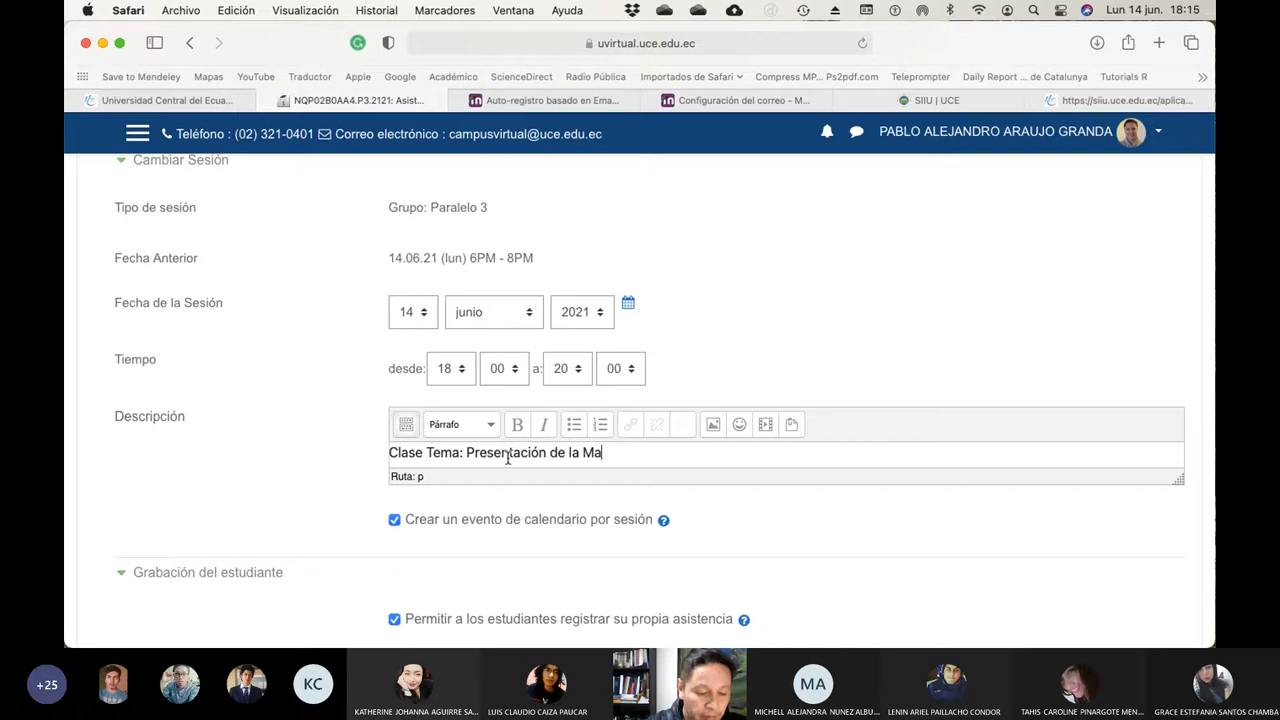 Safari Archivo Edición Visualización Historial Marcadores Ventana Ayuda Lun 14 jun. 18:15
uvirtual.uce.edu.ec
Save to Mendeley Mapas YouTube Traductor Apple Google Académico ScienceDirect Radio Pública Importados de Safari Compress MP... Ps2pdf.com Teleprompter Daily Report ... de Catalunya Tutorials R
Universidad Central del Ecua... NQP02B0AA4.P3.2121: Asist... Auto-registro basado en Ema... Configuración del correo - M... SIIU | UCE https://siiu.uce.edu.ec/aplica...
Teléfono : (02) 321-0401 Correo electrónico : campusvirtual@uce.edu.ec PABLO ALEJANDRO ARAUJO GRANDA
Cambiar Sesión
Tipo de sesión Grupo: Paralelo 3
Fecha Anterior 14.06.21 (lun) 6PM - 8PM
Fecha de la Sesión 14 junio 2021
Tiempo desde: 18 00 a: 20 00
Descripción Párrafo B I
Clase Tema: Presentación de la Ma
Ruta: p
Crear un evento de calendario por sesión ?
Grabación del estudiante
Permitir a los estudiantes registrar su propia asistencia ?
+25 KC MA
KATHERINE JOHANNA AGUIRRE SA... LUIS CLAUDIO CAIZA PAUCAR MICHELL ALEJANDRA NUNEZ ALBU... LENIN ARIEL PAILLACHO CONDOR TAHIS CAROLINE PINARGOTE MEN... GRACE ESTEFANIA SANTOS CHAMBA